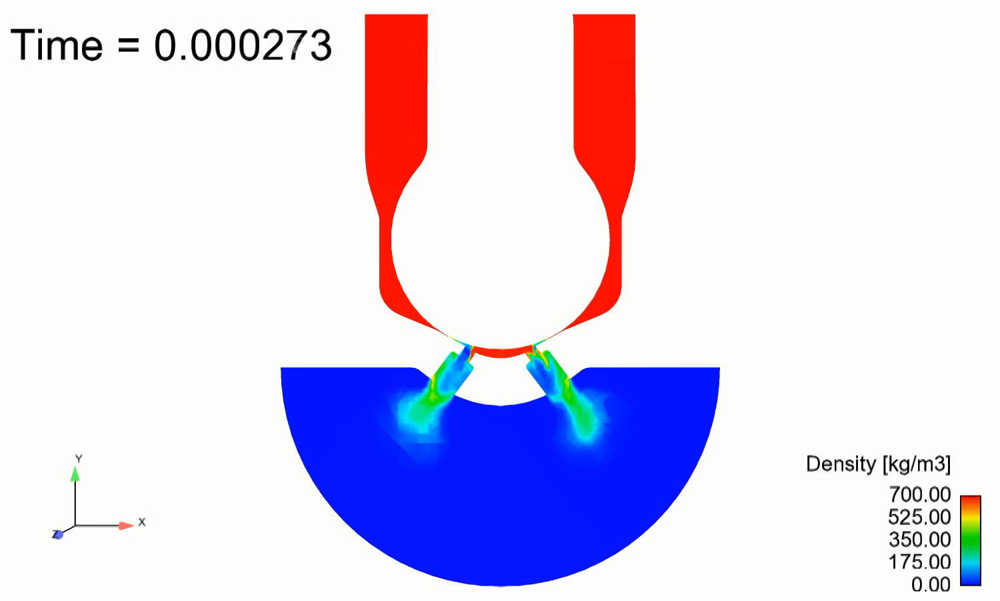 Time = 0.000273
Y
X
Z
Density [kg/m3]
700.00
525.00
350.00
175.00
0.00